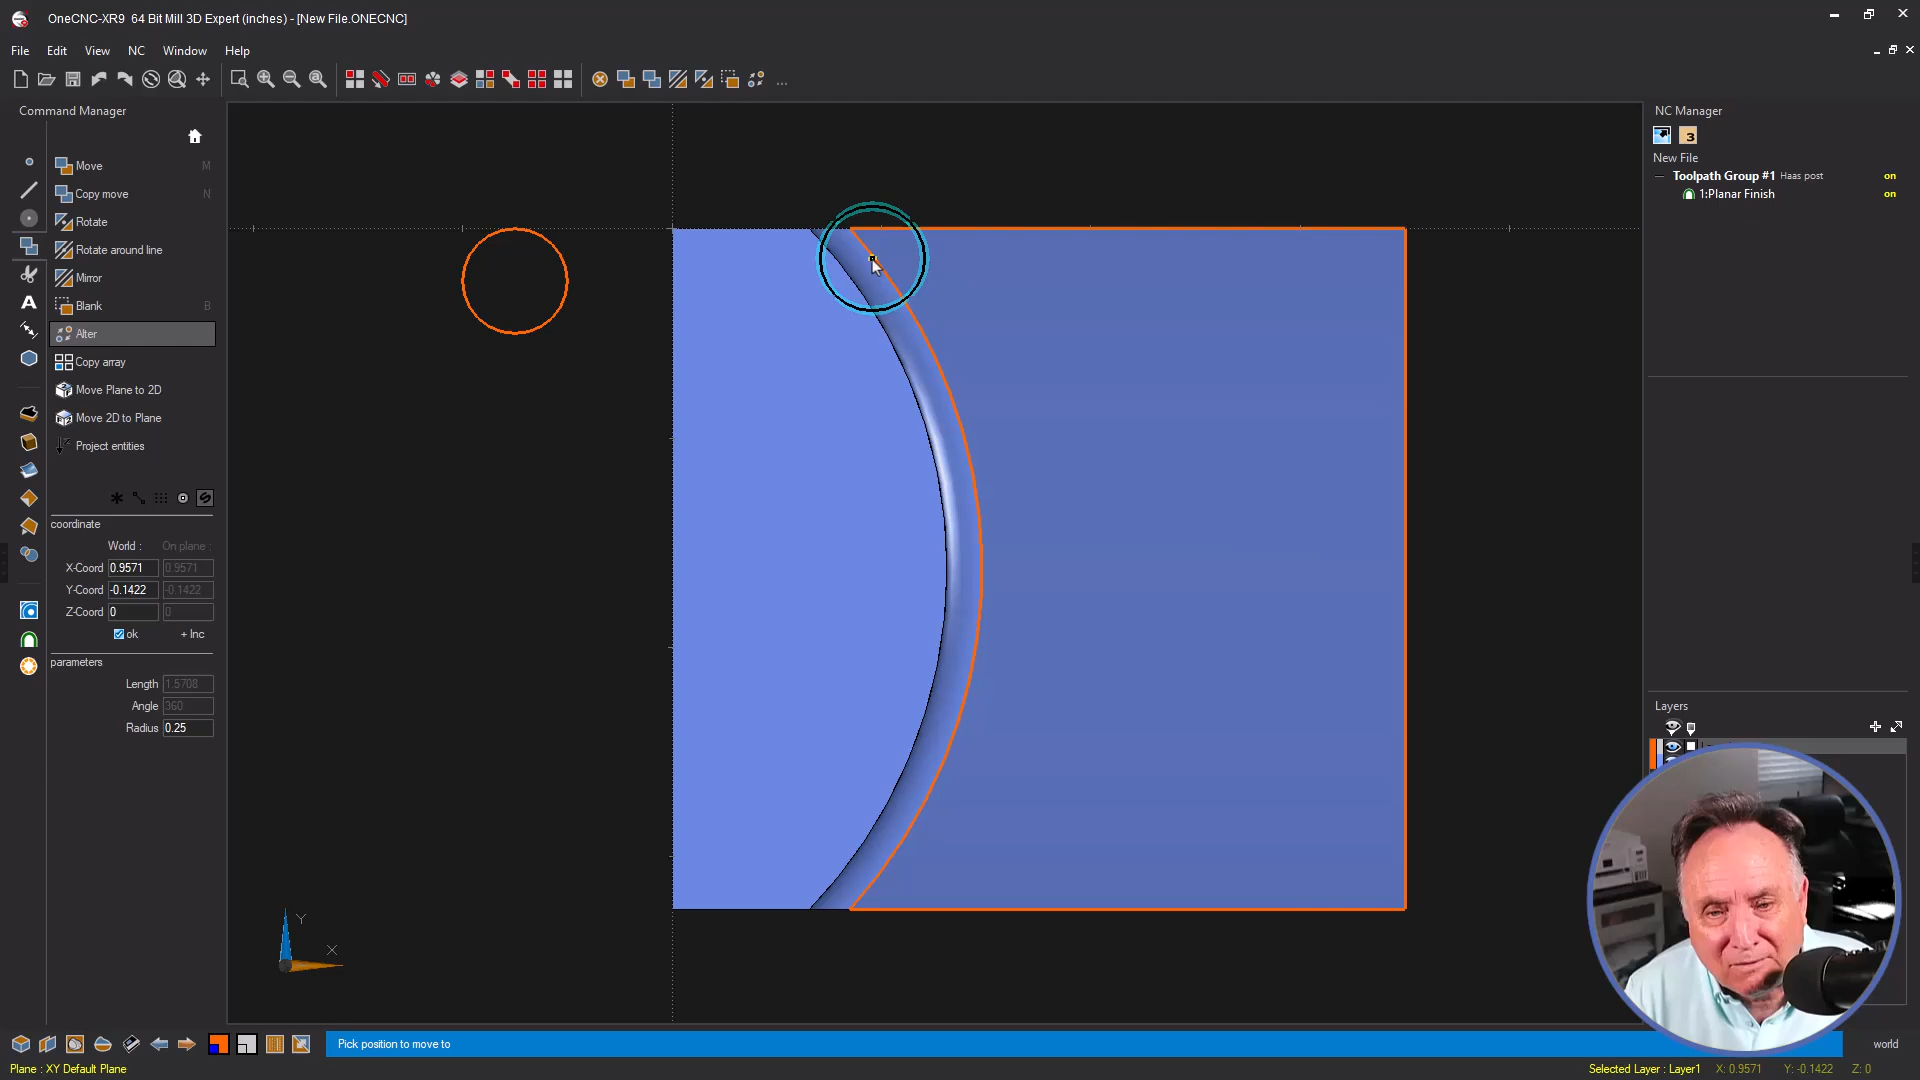 OneCNC-XR9 64 Bit Mill 3D Expert (inches) - [New File.ONECNC]
File Edit View NC Window Help
Command Manager
Move M
Copy move N
Rotate
Rotate around line
Mirror
Blank B
Alter
Copy array
Move Plane to 2D
Move 2D to Plane
Project entities
coordinate
World : On plane :
X-Coord 0.9571 0.9571
Y-Coord -0.1422 -0.1422
Z-Coord 0 0
ok + Inc
parameters
Length 1.5708
Angle 360
Radius 0.25
Y
X
NC Manager
3
New File
Toolpath Group #1 Haas post on
1:Planar Finish on
Layers
Pick position to move to
world
Plane : XY Default Plane
Selected Layer : Layer1 X: 0.9571 Y: -0.1422 Z: 0